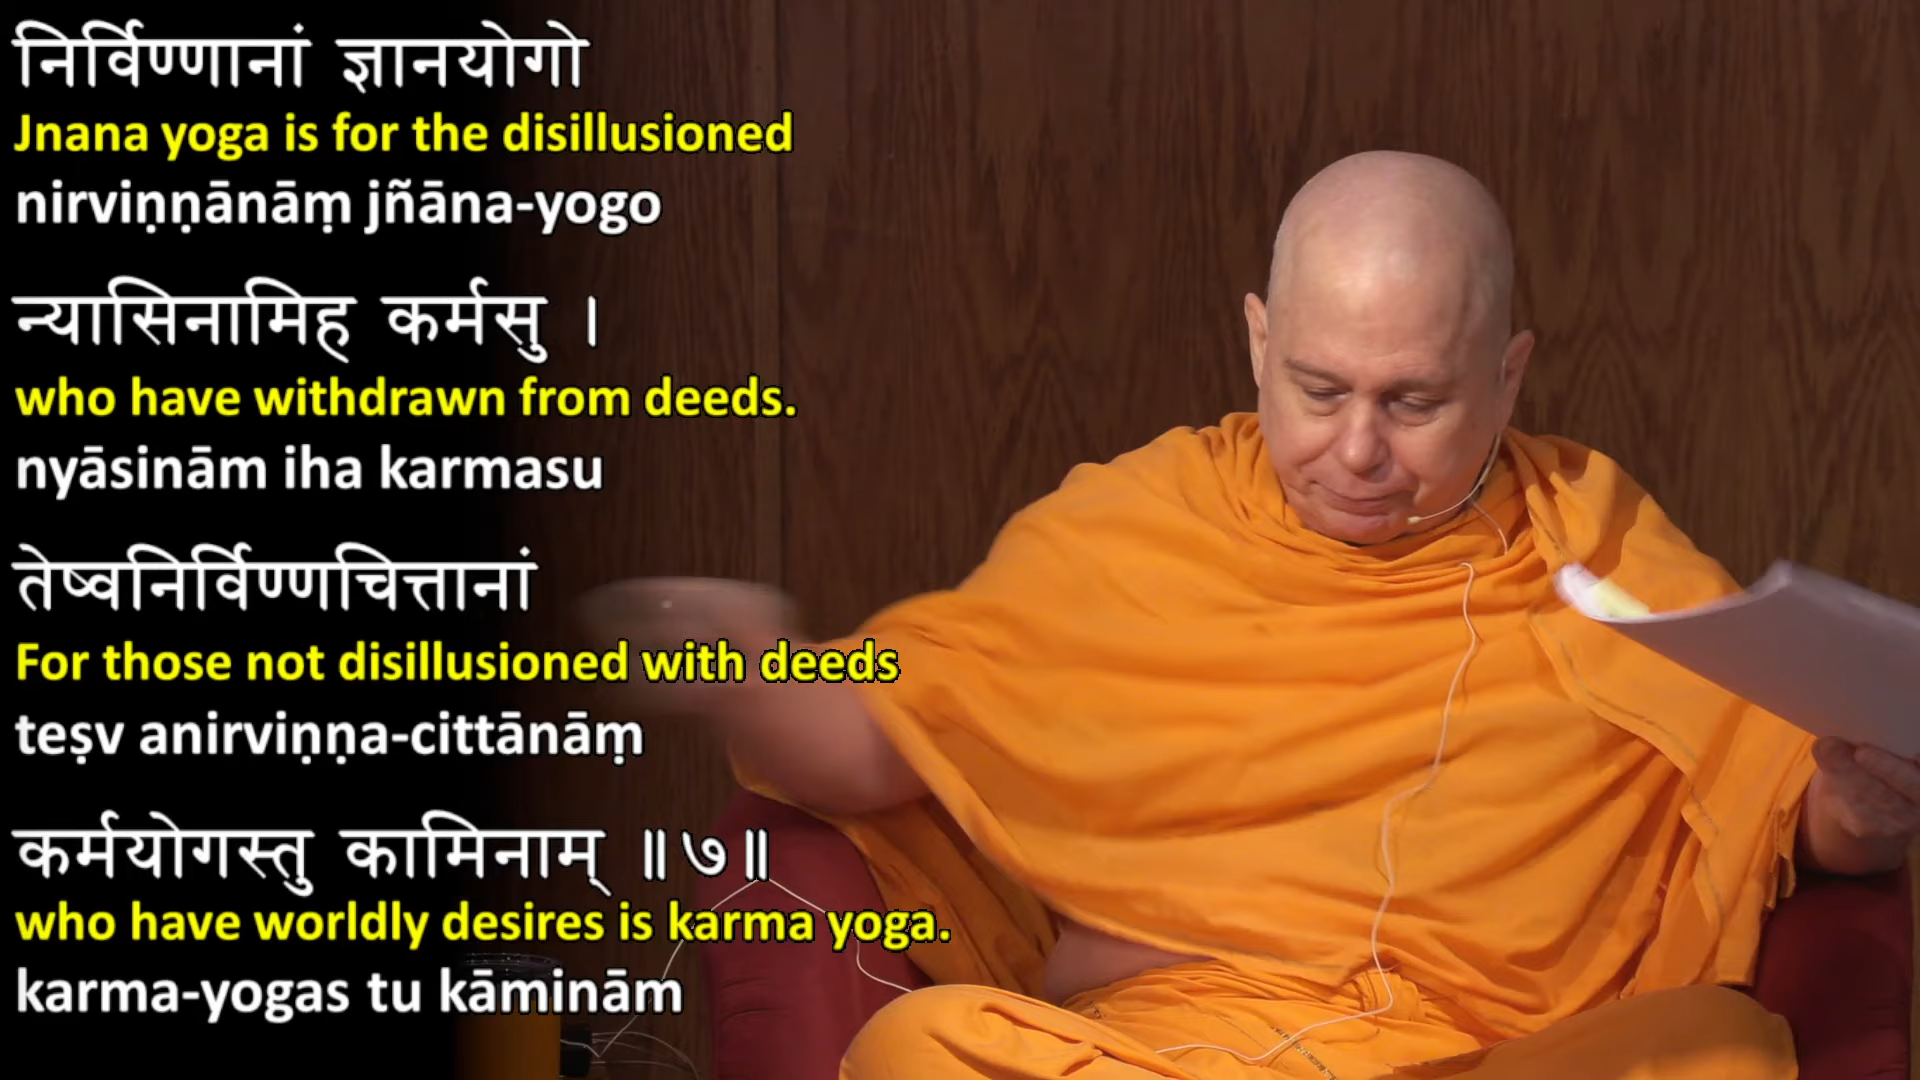 निर्विण्णानां ज्ञानयोगो
Jnana yoga is for the disillusioned
nirviṇṇānāṃ jñāna-yogo
न्यासिनामिह कर्मसु ।
who have withdrawn from deeds.
nyāsinām iha karmasu
तेष्वनिर्विण्णचित्तानां
For those not disillusioned with deeds
teṣv anirviṇṇa-cittānāṃ
कर्मयोगस्तु कामिनाम् ॥७॥
who have worldly desires is karma yoga.
karma-yogas tu kāminām